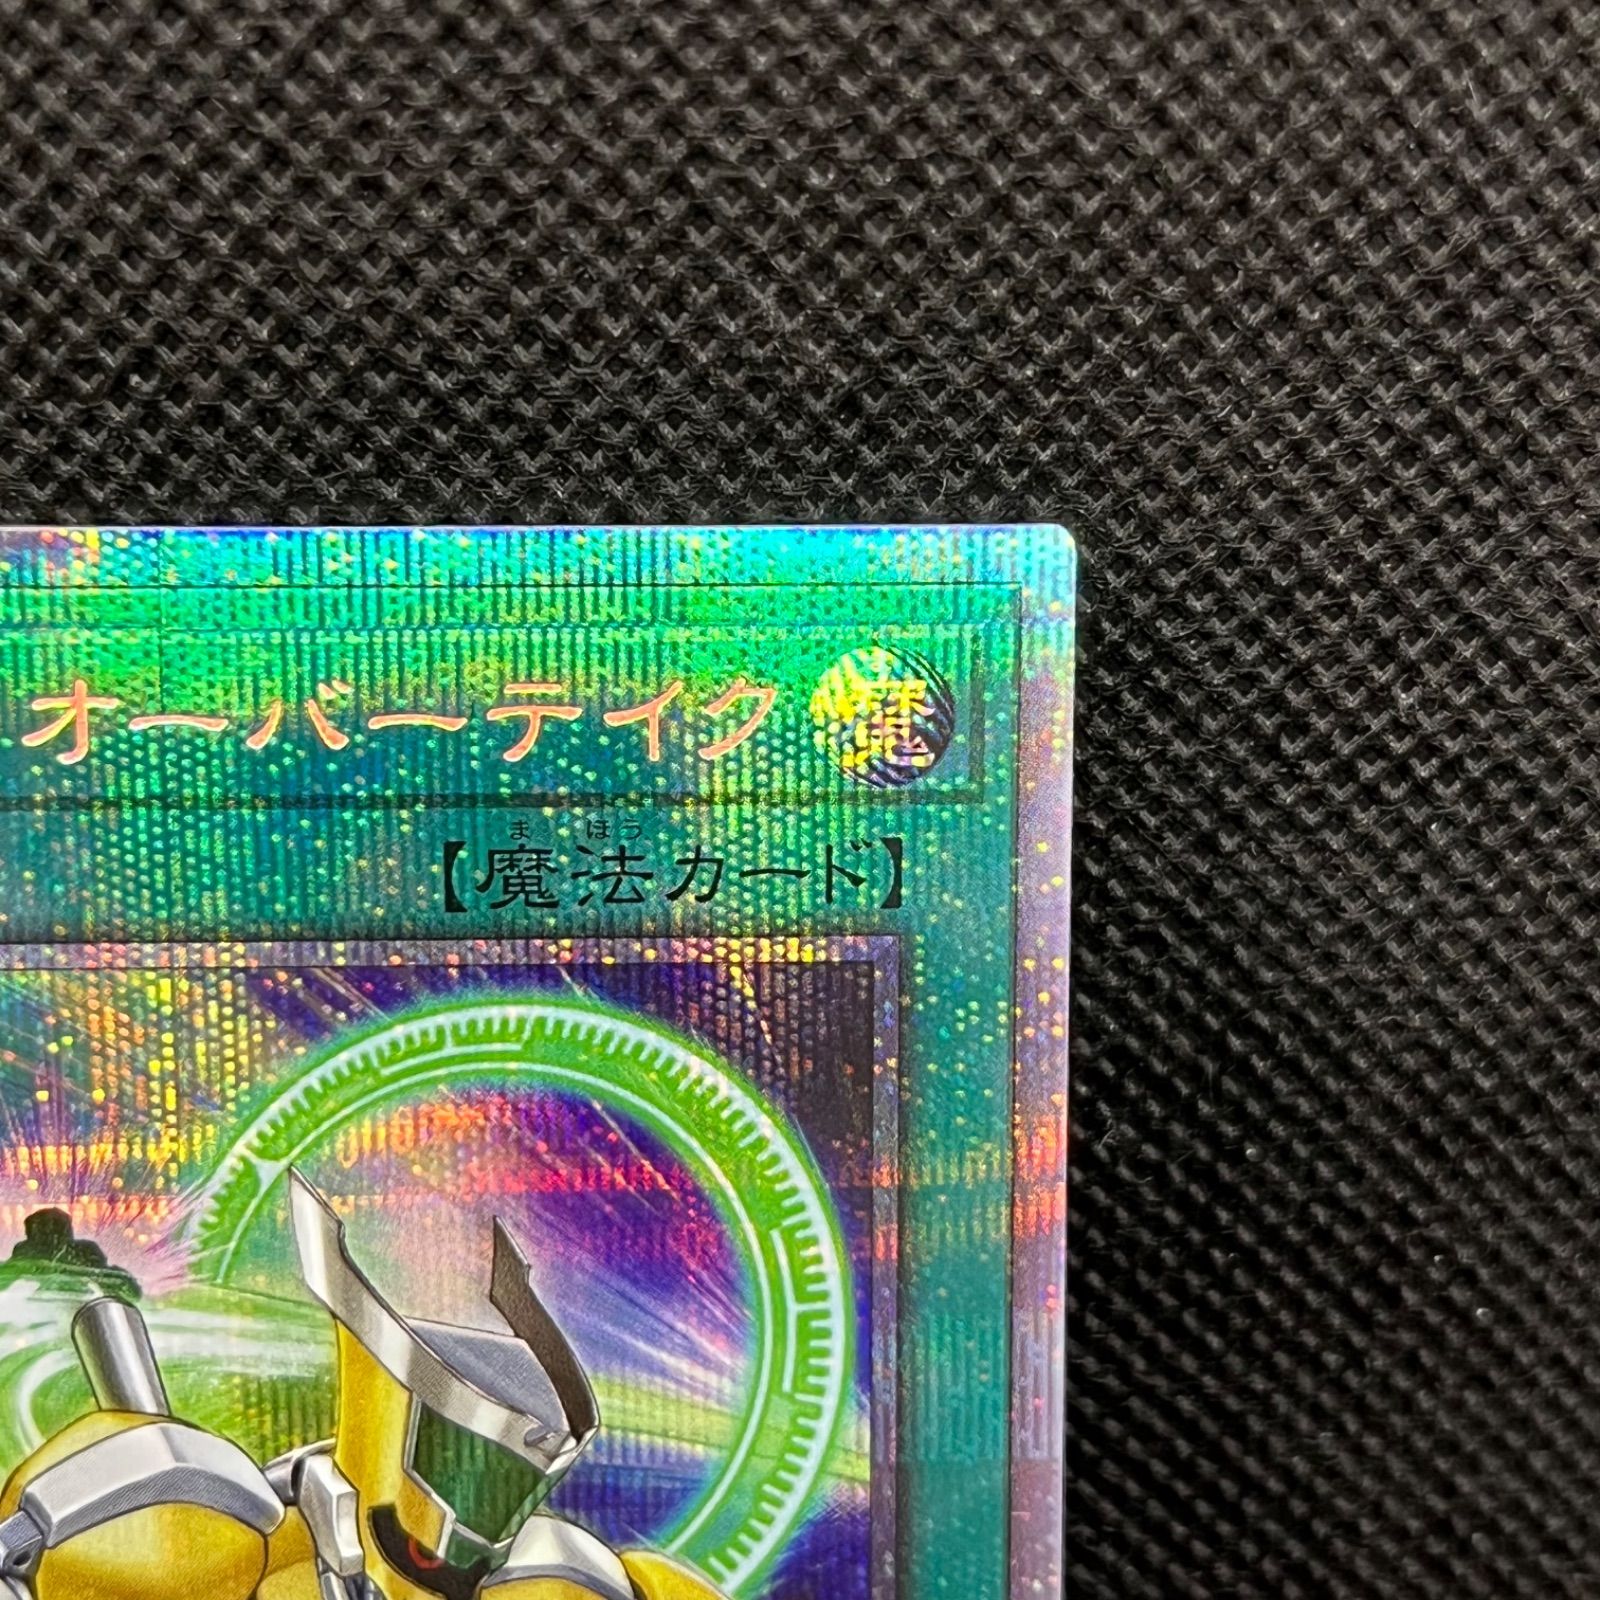 オーバーテイク 魔
まほう
【魔法カード】